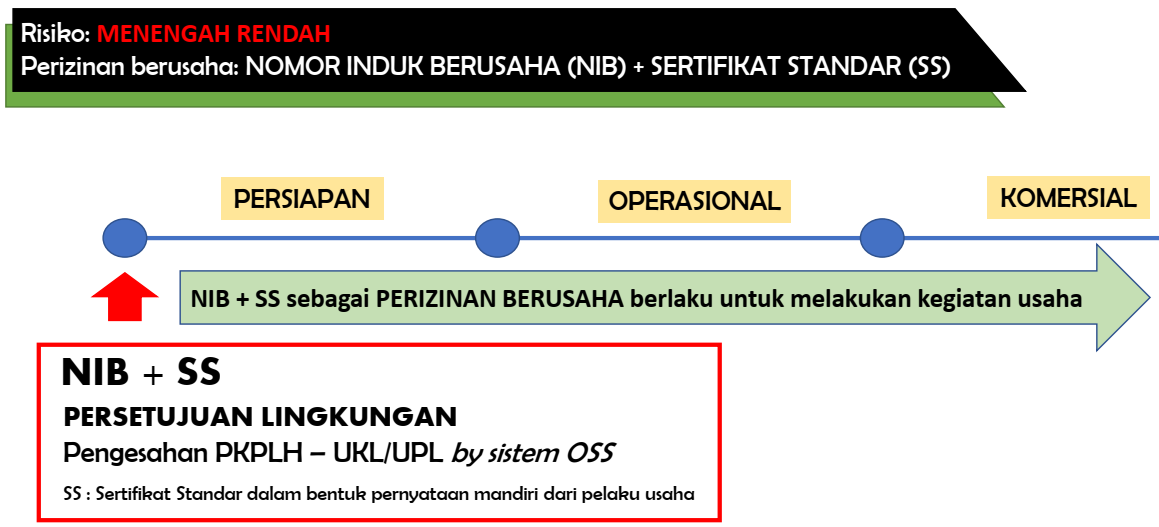 Risiko: MENENGAH RENDAH
Perizinan berusaha: NOMOR INDUK BERUSAHA (NIB) + SERTIFIKAT STANDAR (SS)
PERSIAPAN
OPERASIONAL
KOMERSIAL
NIB + SS sebagai PERIZINAN BERUSAHA berlaku untuk melakukan kegiatan usaha
NIB + SS
PERSETUJUAN LINGKUNGAN
Pengesahan PKPLH – UKL/UPL by sistem OSS
SS : Sertifikat Standar dalam bentuk pernyataan mandiri dari pelaku usaha